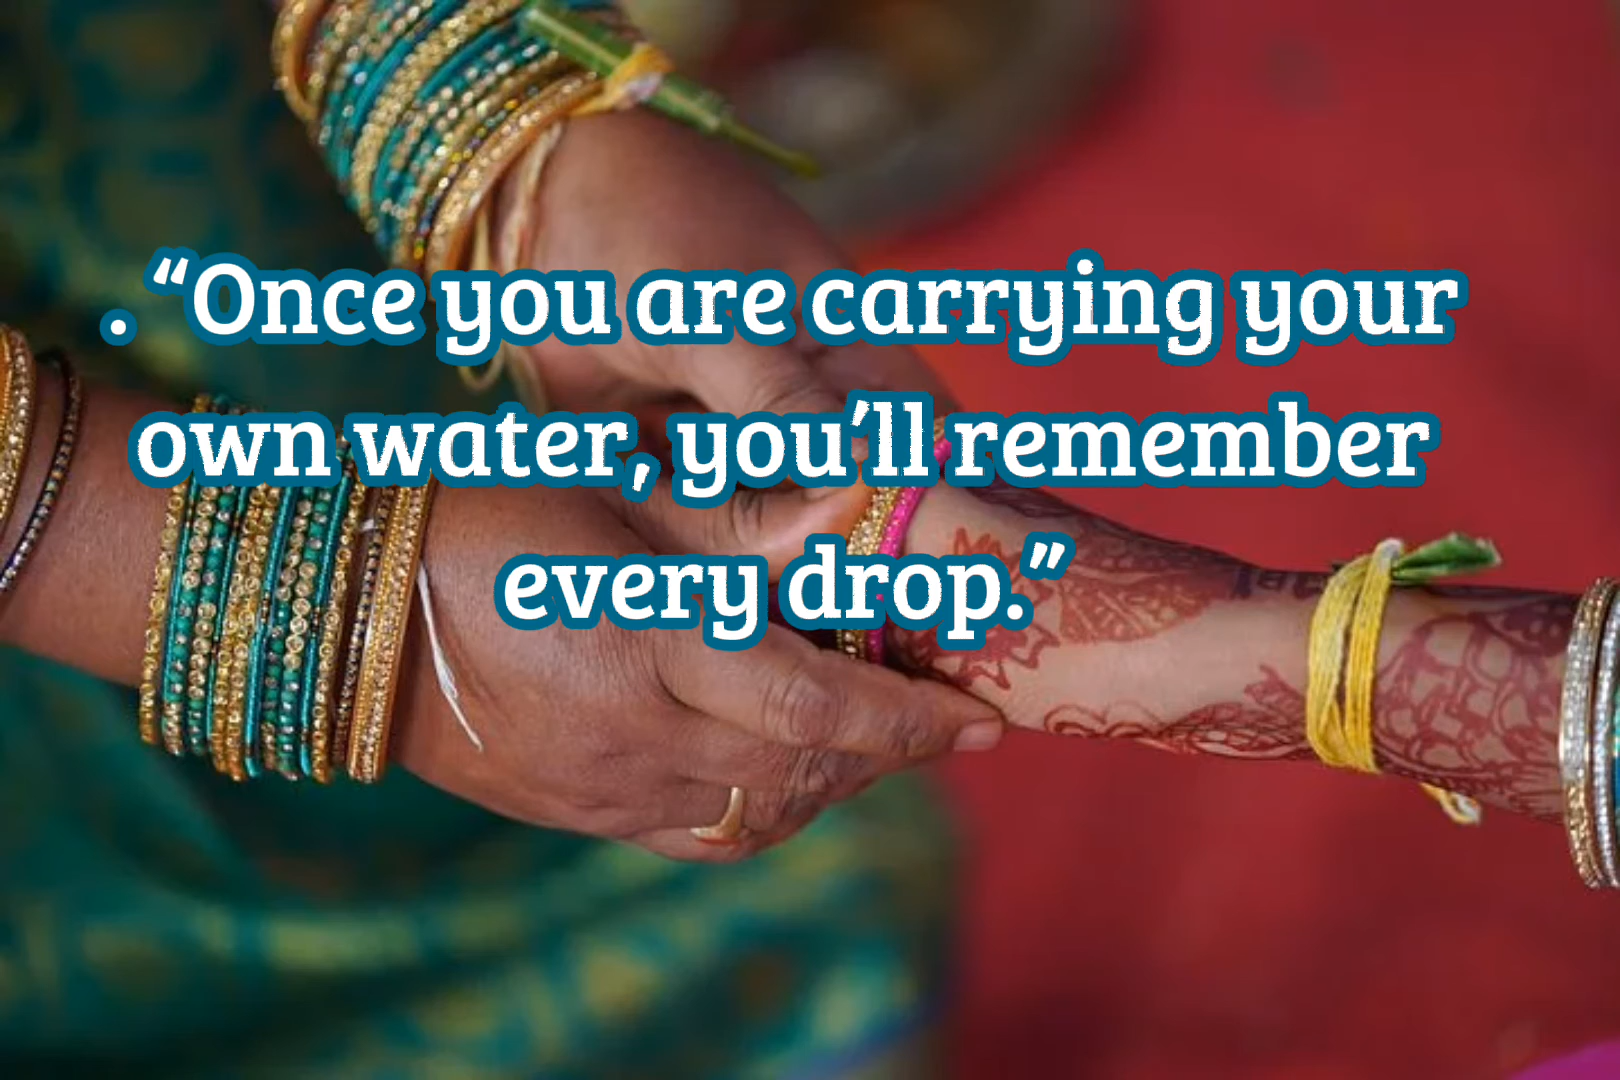 . “Once you are carrying your
own water, you’ll remember
every drop.”